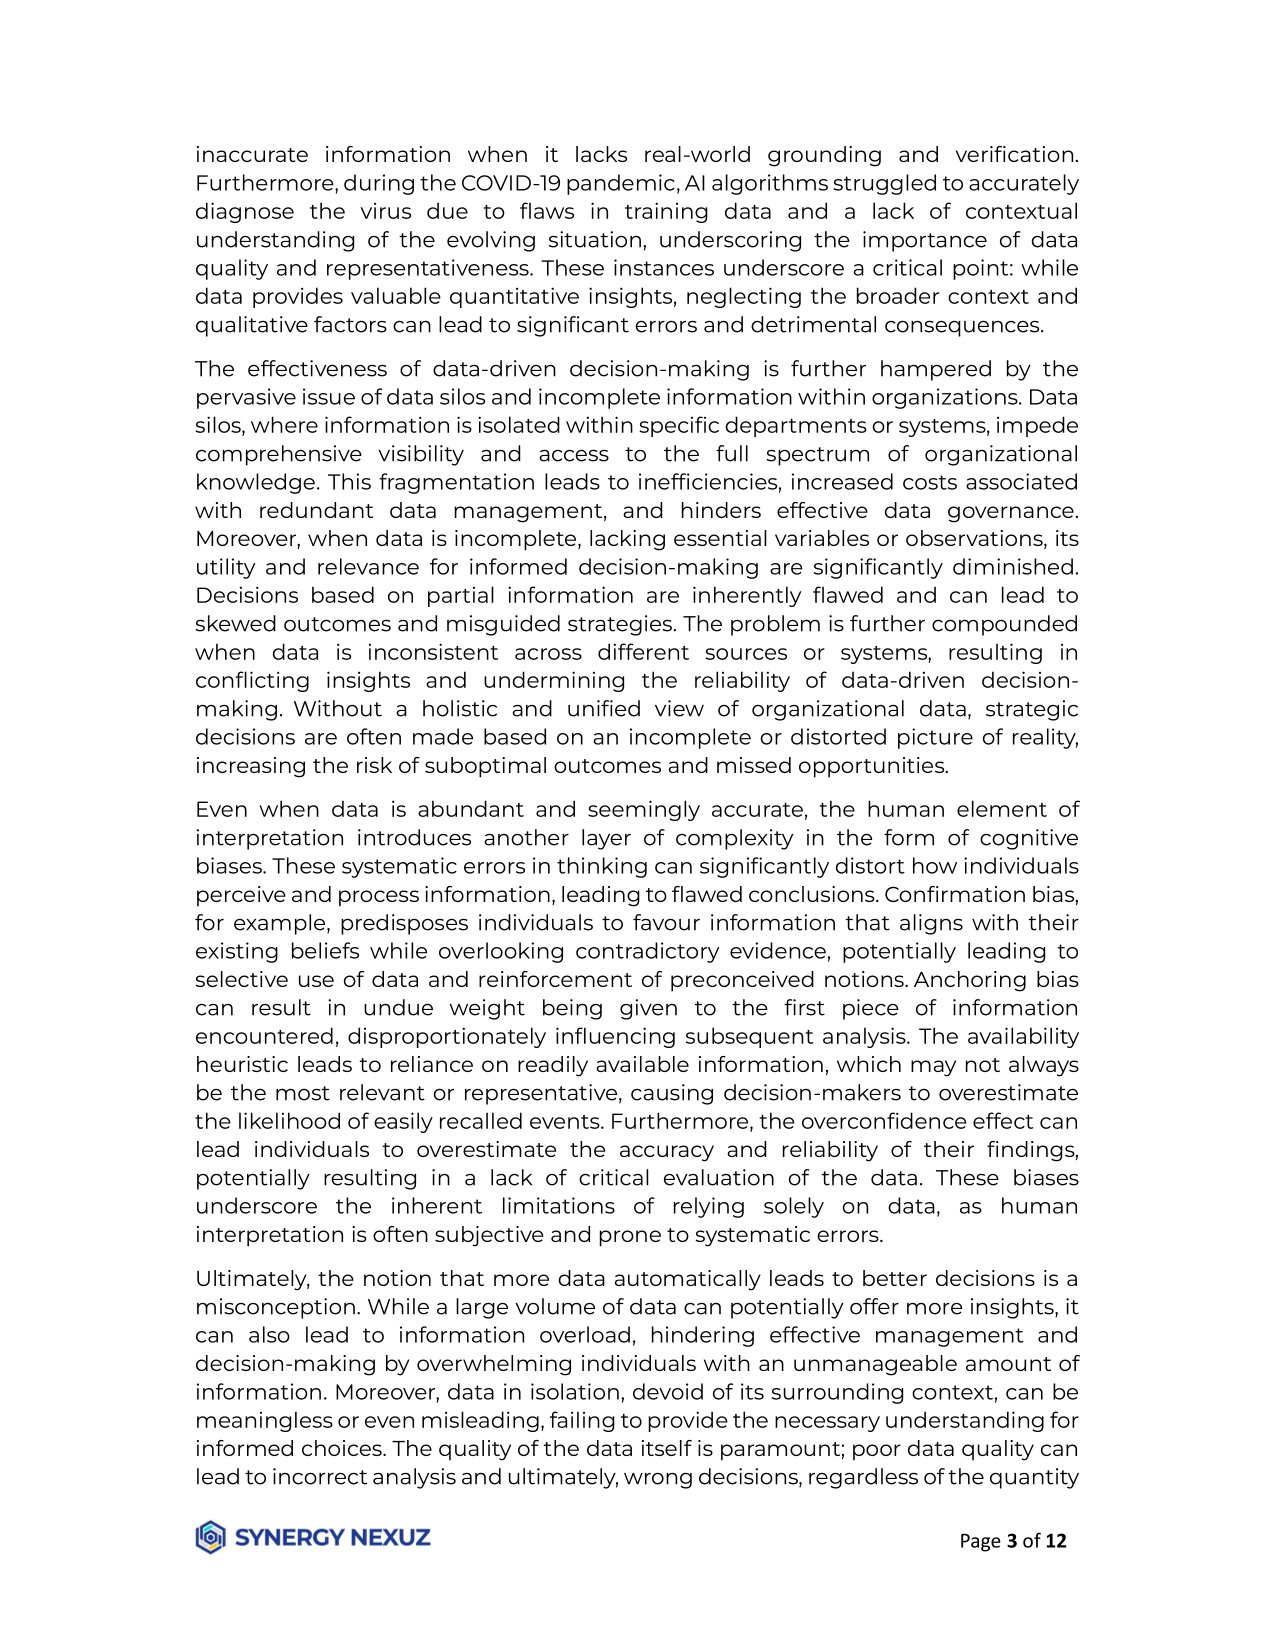 inaccurate information when it lacks real-world grounding and verification.
Furthermore, during the COVID-19 pandemic, AI algorithms struggled to accurately
diagnose the virus due to flaws in training data and a lack of contextual
understanding of the evolving situation, underscoring the importance of data
quality and representativeness. These instances underscore a critical point: while
data provides valuable quantitative insights, neglecting the broader context and
qualitative factors can lead to significant errors and detrimental consequences.
The effectiveness of data-driven decision-making is further hampered by the
pervasive issue of data silos and incomplete information within organizations. Data
silos, where information is isolated within specific departments or systems, impede
comprehensive visibility and access to the full spectrum of organizational
knowledge. This fragmentation leads to inefficiencies, increased costs associated
with redundant data management, and hinders effective data governance.
Moreover, when data is incomplete, lacking essential variables or observations, its
utility and relevance for informed decision-making are significantly diminished.
Decisions based on partial information are inherently flawed and can lead to
skewed outcomes and misguided strategies. The problem is further compounded
when data is inconsistent across different sources or systems, resulting in
conflicting insights and undermining the reliability of data-driven decision-
making. Without a holistic and unified view of organizational data, strategic
decisions are often made based on an incomplete or distorted picture of reality,
increasing the risk of suboptimal outcomes and missed opportunities.
Even when data is abundant and seemingly accurate, the human element of
interpretation introduces another layer of complexity in the form of cognitive
biases. These systematic errors in thinking can significantly distort how individuals
perceive and process information, leading to flawed conclusions. Confirmation bias,
for example, predisposes individuals to favour information that aligns with their
existing beliefs while overlooking contradictory evidence, potentially leading to
selective use of data and reinforcement of preconceived notions. Anchoring bias
can result in undue weight being given to the first piece of information
encountered, disproportionately influencing subsequent analysis. The availability
heuristic leads to reliance on readily available information, which may not always
be the most relevant or representative, causing decision-makers to overestimate
the likelihood of easily recalled events. Furthermore, the overconfidence effect can
lead individuals to overestimate the accuracy and reliability of their findings,
potentially resulting in a lack of critical evaluation of the data. These biases
underscore the inherent limitations of relying solely on data, as human
interpretation is often subjective and prone to systematic errors.
Ultimately, the notion that more data automatically leads to better decisions is a
misconception. While a large volume of data can potentially offer more insights, it
can also lead to information overload, hindering effective management and
decision-making by overwhelming individuals with an unmanageable amount of
information. Moreover, data in isolation, devoid of its surrounding context, can be
meaningless or even misleading, failing to provide the necessary understanding for
informed choices. The quality of the data itself is paramount; poor data quality can
lead to incorrect analysis and ultimately, wrong decisions, regardless of the quantity
SYNERGY NEXUZ
Page 3 of 12